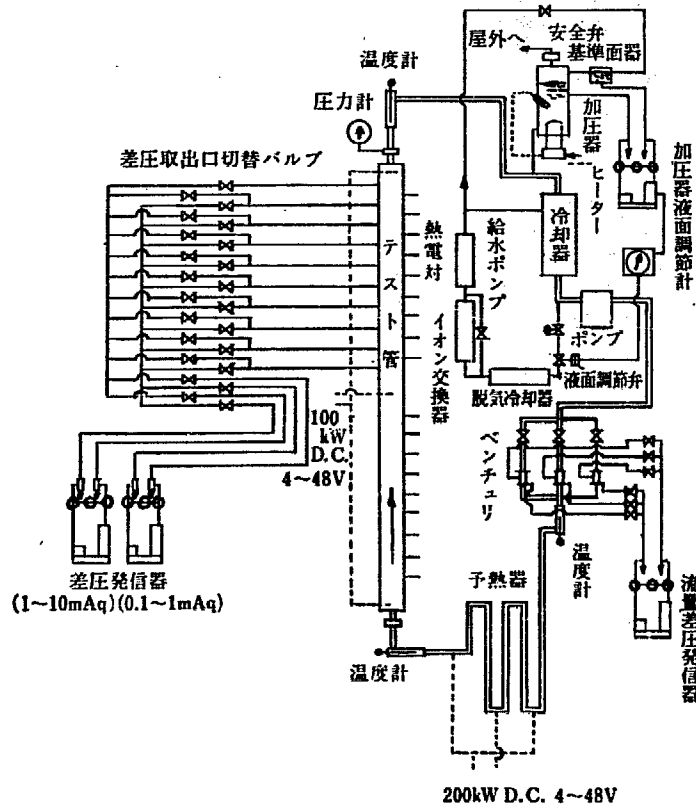 屋外へ
安全弁
基準面器
温度計
圧力計
加圧器
ヒーター
加圧器液面調節計
差圧取出口切替バルブ
テスト管
熱電対
給水ポンプ
冷却器
イオン交換器
ポンプ
液面調節弁
脱気冷却器
100
kW
D.C.
4～48V
ベンチュリ
温度計
差圧発信器
(1～10mAq)(0.1～1mAq)
予熱器
流量差圧発信器
温度計
200kW D.C. 4～48V